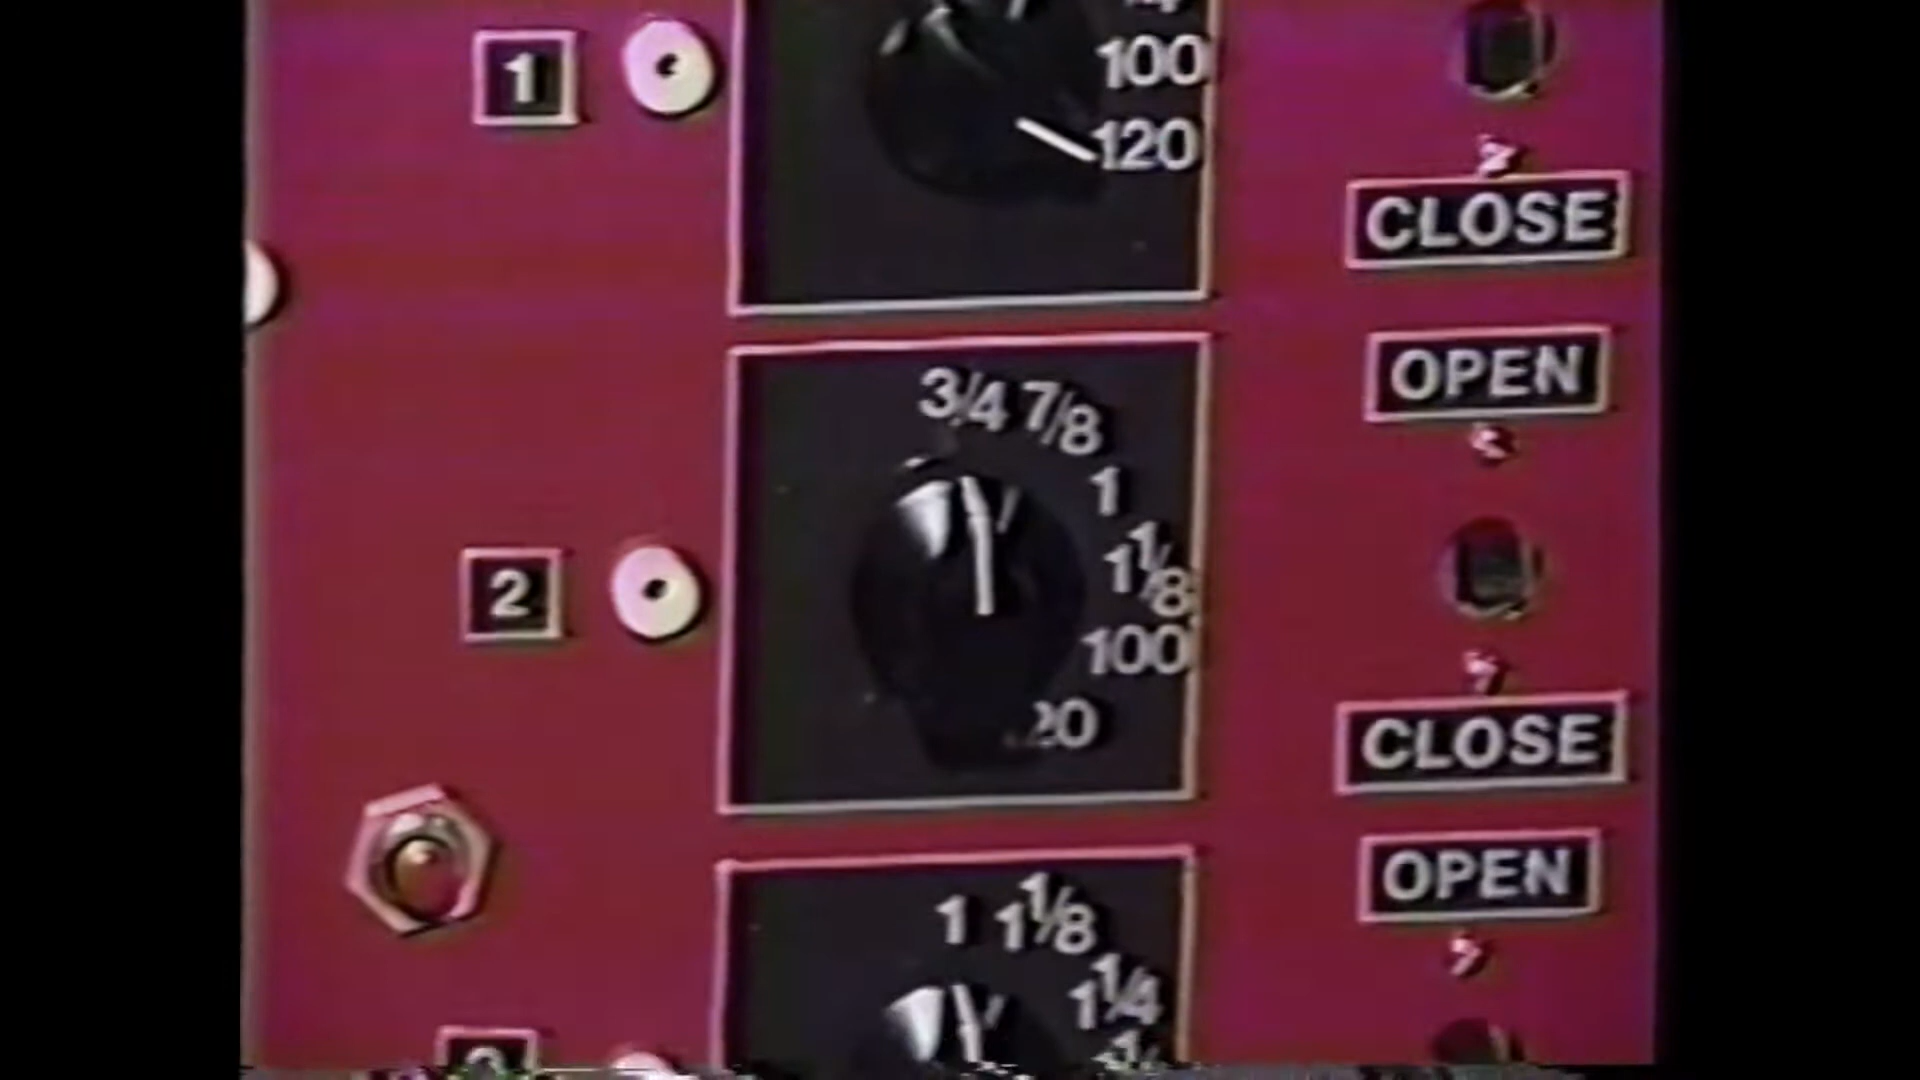 1
100
120
CLOSE
OPEN
3/4 7/8
1
1 1/8
2
100
20
CLOSE
OPEN
1 1 1/8
1 1/4